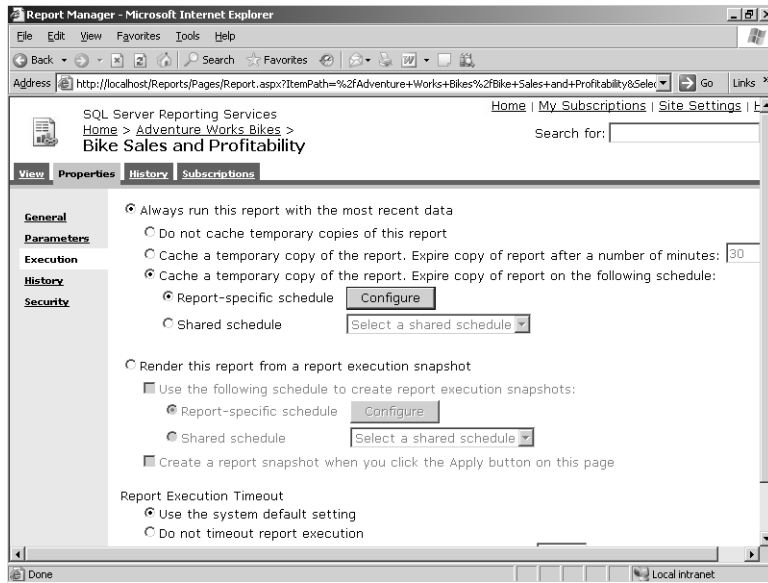 Report Manager - Microsoft Internet Explorer
File Edit View Favorites Tools Help
Back Search Favorites
Address http://localhost/Reports/Pages/Report.aspx?ItemPath=%2fAdventure+Works+Bikes%2fBike+Sales+and+Profitability&Selec Go Links »
Home | My Subscriptions | Site Settings |
SQL Server Reporting Services
Home > Adventure Works Bikes >
Bike Sales and Profitability
Search for:
View Properties History Subscriptions
General
Parameters
Execution
History
Security
Always run this report with the most recent data
Do not cache temporary copies of this report
Cache a temporary copy of the report. Expire copy of report after a number of minutes: 30
Cache a temporary copy of the report. Expire copy of report on the following schedule:
Report-specific schedule Configure
Shared schedule Select a shared schedule
Render this report from a report execution snapshot
Use the following schedule to create report execution snapshots:
Report-specific schedule Configure
Shared schedule Select a shared schedule
Create a report snapshot when you click the Apply button on this page
Report Execution Timeout
Use the system default setting
Do not timeout report execution
Done Local intranet